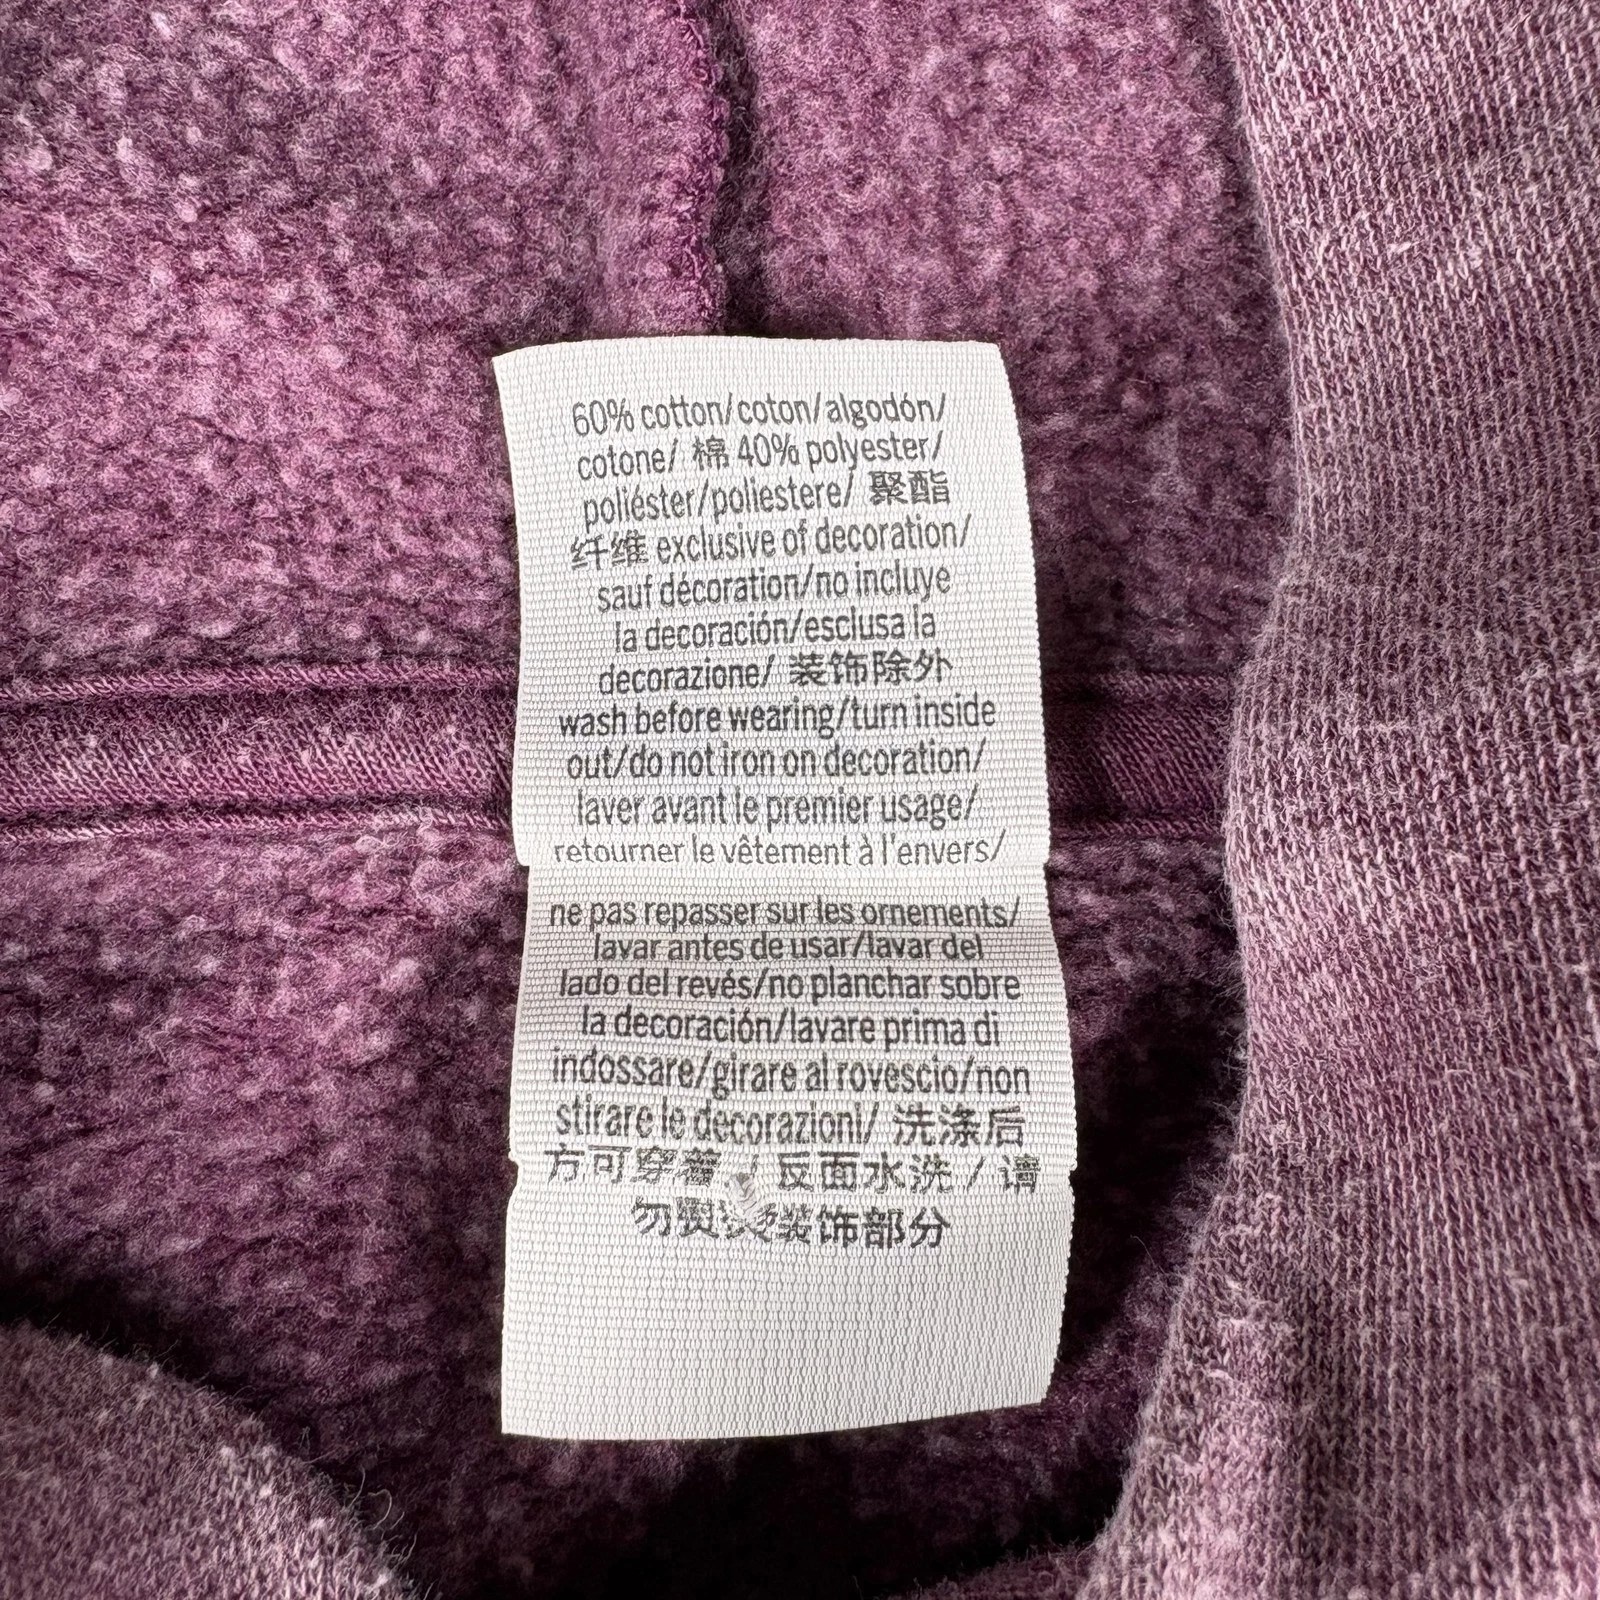 60% cotton/coton/algodón/
cotone/ 棉 40% polyester/
poliéster/poliestere/ 聚酯
纤维 exclusive of decoration/
sauf décoration/no incluye
la decoración/esclusa la
decorazione/ 装饰除外
wash before wearing/turn inside
out/do not iron on decoration/
laver avant le premier usage/
retourner le vêtement à l'envers/
ne pas repasser sur les ornements/
lavar antes de usar/lavar del
lado del revés/no planchar sobre
la decoración/lavare prima di
indossare/girare al rovescio/non
stirare le decorazioni/ 洗涤后
方可穿着 / 反面水洗 / 请
勿熨烫装饰部分